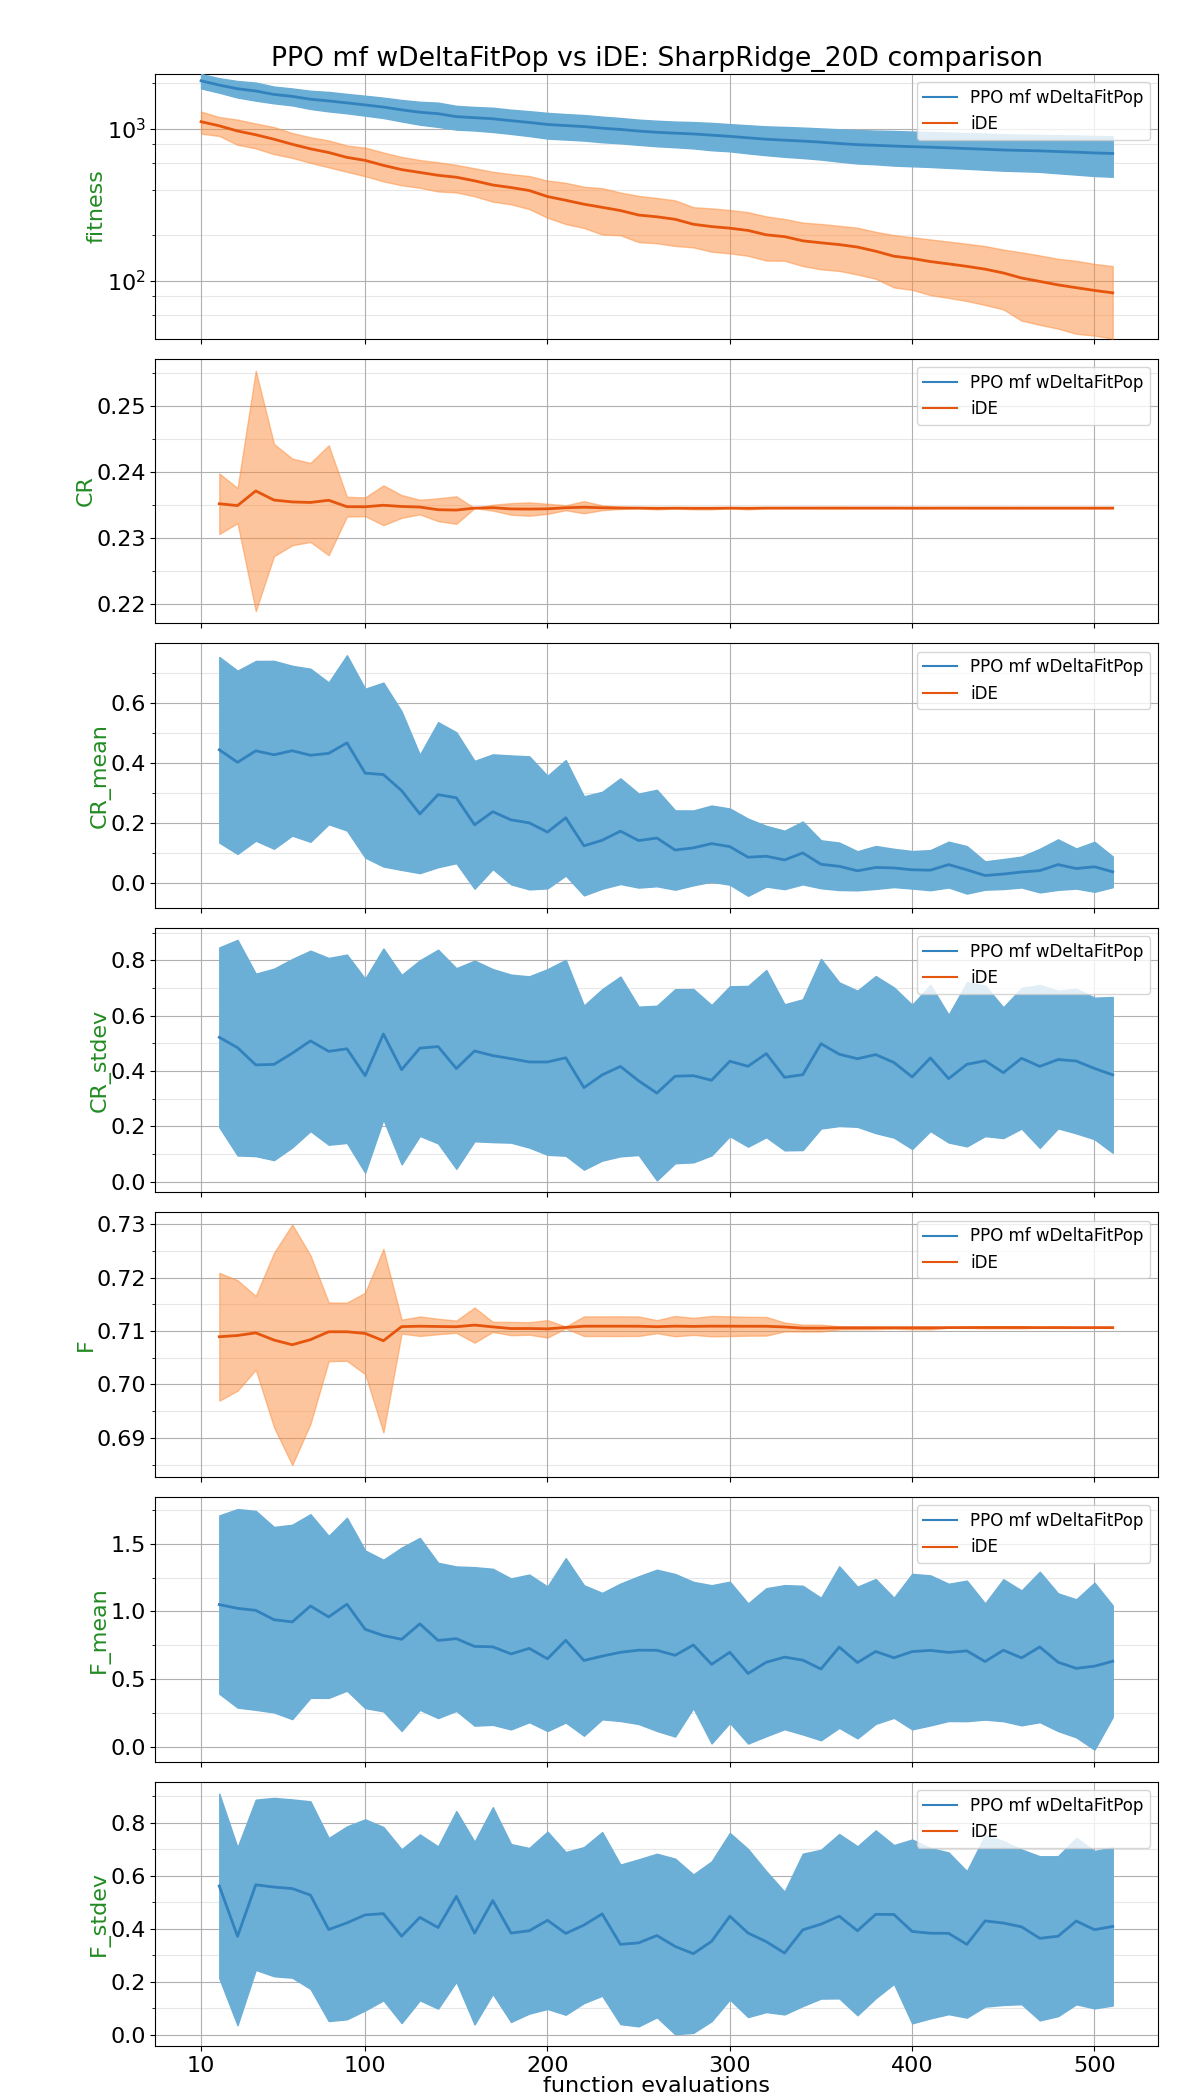 PPO mf wDeltaFitPop vs iDE: SharpRidge_20D comparison
fitness
10³
10²
PPO mf wDeltaFitPop
iDE
CR
0.25
0.24
0.23
0.22
PPO mf wDeltaFitPop
iDE
CR_mean
0.6
0.4
0.2
0.0
PPO mf wDeltaFitPop
iDE
CR_stdev
0.8
0.6
0.4
0.2
0.0
PPO mf wDeltaFitPop
iDE
F
0.73
0.72
0.71
0.70
0.69
PPO mf wDeltaFitPop
iDE
F_mean
1.5
1.0
0.5
0.0
PPO mf wDeltaFitPop
iDE
F_stdev
0.8
0.6
0.4
0.2
0.0
PPO mf wDeltaFitPop
iDE
10 100 200 300 400 500
function evaluations